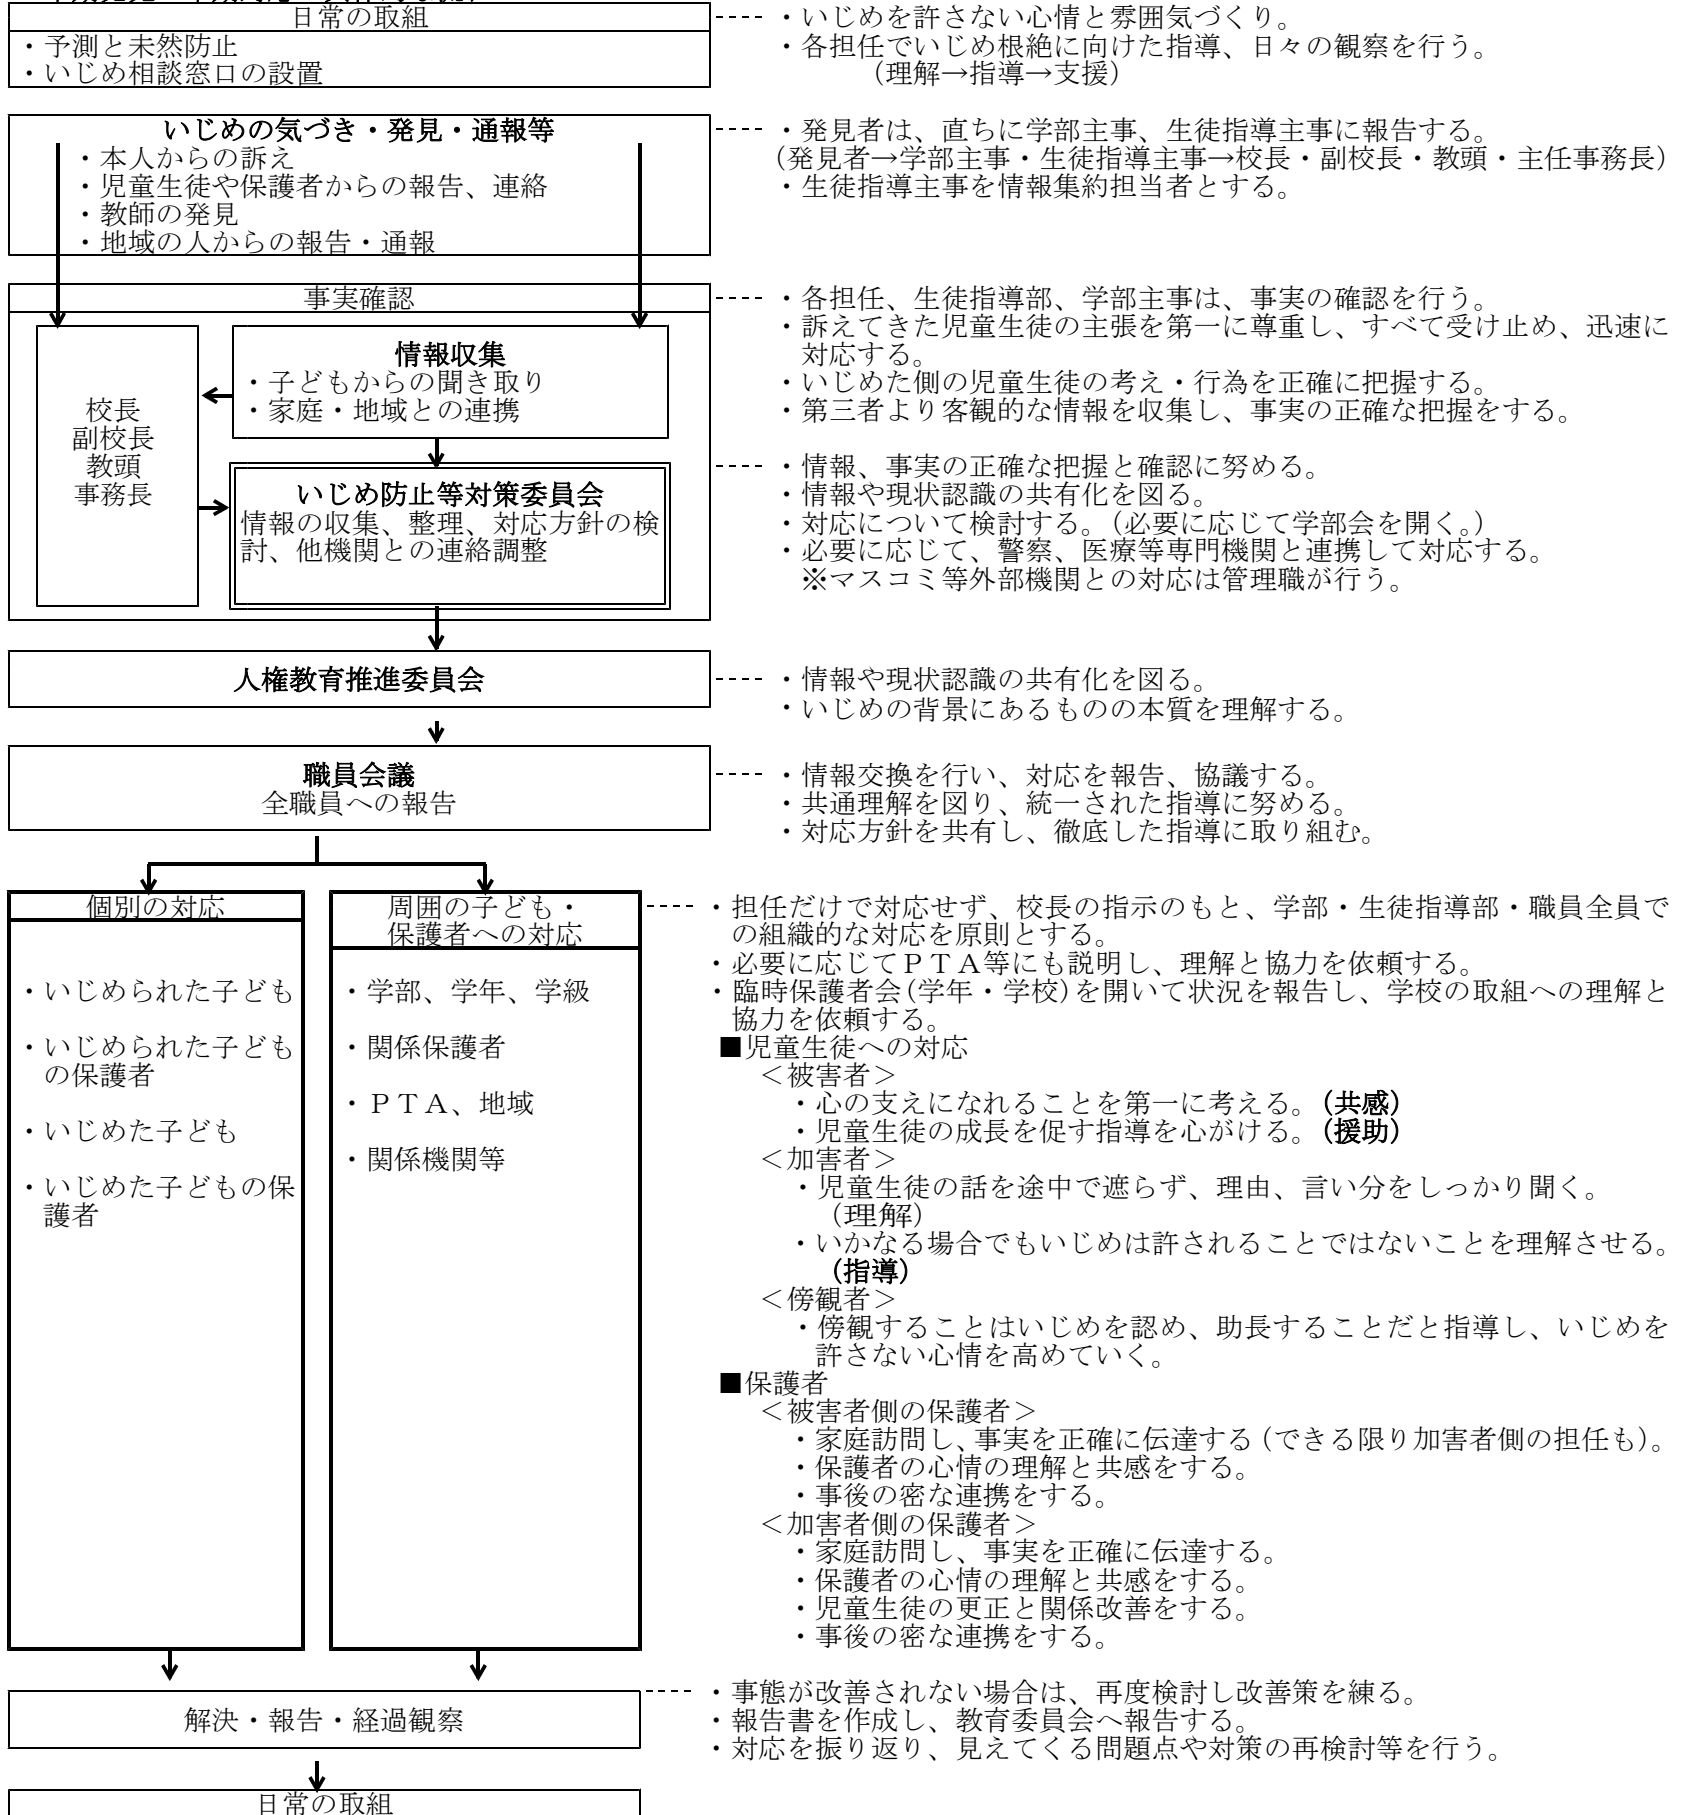 日常の取組
・予測と未然防止
・いじめ相談窓口の設置
・いじめを許さない心情と雰囲気づくり。
・各担任でいじめ根絶に向けた指導、日々の観察を行う。
（理解→指導→支援）
いじめの気づき・発見・通報等
・本人からの訴え
・児童生徒や保護者からの報告、連絡
・教師の発見
・地域の人からの報告・通報
・発見者は、直ちに学部主事、生徒指導主事に報告する。
（発見者→学部主事・生徒指導主事→校長・副校長・教頭・主任事務長）
・生徒指導主事を情報集約担当者とする。
事実確認
校長
副校長
教頭
事務長
情報収集
・子どもからの聞き取り
・家庭・地域との連携
いじめ防止等対策委員会
情報の収集、整理、対応方針の検
討、他機関との連絡調整
・各担任、生徒指導部、学部主事は、事実の確認を行う。
・訴えてきた児童生徒の主張を第一に尊重し、すべて受け止め、迅速に
対応する。
・いじめた側の児童生徒の考え・行為を正確に把握する。
・第三者より客観的な情報を収集し、事実の正確な把握をする。
・情報、事実の正確な把握と確認に努める。
・情報や現状認識の共有化を図る。
・対応について検討する。（必要に応じて学部会を開く。）
・必要に応じて、警察、医療等専門機関と連携して対応する。
※マスコミ等外部機関との対応は管理職が行う。
人権教育推進委員会
・情報や現状認識の共有化を図る。
・いじめの背景にあるものの本質を理解する。
職員会議
全職員への報告
・情報交換を行い、対応を報告、協議する。
・共通理解を図り、統一された指導に努める。
・対応方針を共有し、徹底した指導に取り組む。
個別の対応
・いじめられた子ども
・いじめられた子ども
の保護者
・いじめた子ども
・いじめた子どもの保
護者
周囲の子ども・
保護者への対応
・学部、学年、学級
・関係保護者
・ＰＴＡ、地域
・関係機関等
・担任だけで対応せず、校長の指示のもと、学部・生徒指導部・職員全員で
の組織的な対応を原則とする。
・必要に応じてＰＴＡ等にも説明し、理解と協力を依頼する。
・臨時保護者会（学年・学校）を開いて状況を報告し、学校の取組への理解と
協力を依頼する。
■児童生徒への対応
＜被害者＞
・心の支えになれることを第一に考える。（共感）
・児童生徒の成長を促す指導を心がける。（援助）
＜加害者＞
・児童生徒の話を途中で遮らず、理由、言い分をしっかり聞く。
（理解）
・いかなる場合でもいじめは許されることではないことを理解させる。
（指導）
＜傍観者＞
・傍観することはいじめを認め、助長することだと指導し、いじめを
許さない心情を高めていく。
■保護者
＜被害者側の保護者＞
・家庭訪問し、事実を正確に伝達する（できる限り加害者側の担任も）。
・保護者の心情の理解と共感をする。
・事後の密な連携をする。
＜加害者側の保護者＞
・家庭訪問し、事実を正確に伝達する。
・保護者の心情の理解と共感をする。
・児童生徒の更正と関係改善をする。
・事後の密な連携をする。
解決・報告・経過観察
・事態が改善されない場合は、再度検討し改善策を練る。
・報告書を作成し、教育委員会へ報告する。
・対応を振り返り、見えてくる問題点や対策の再検討等を行う。
日常の取組